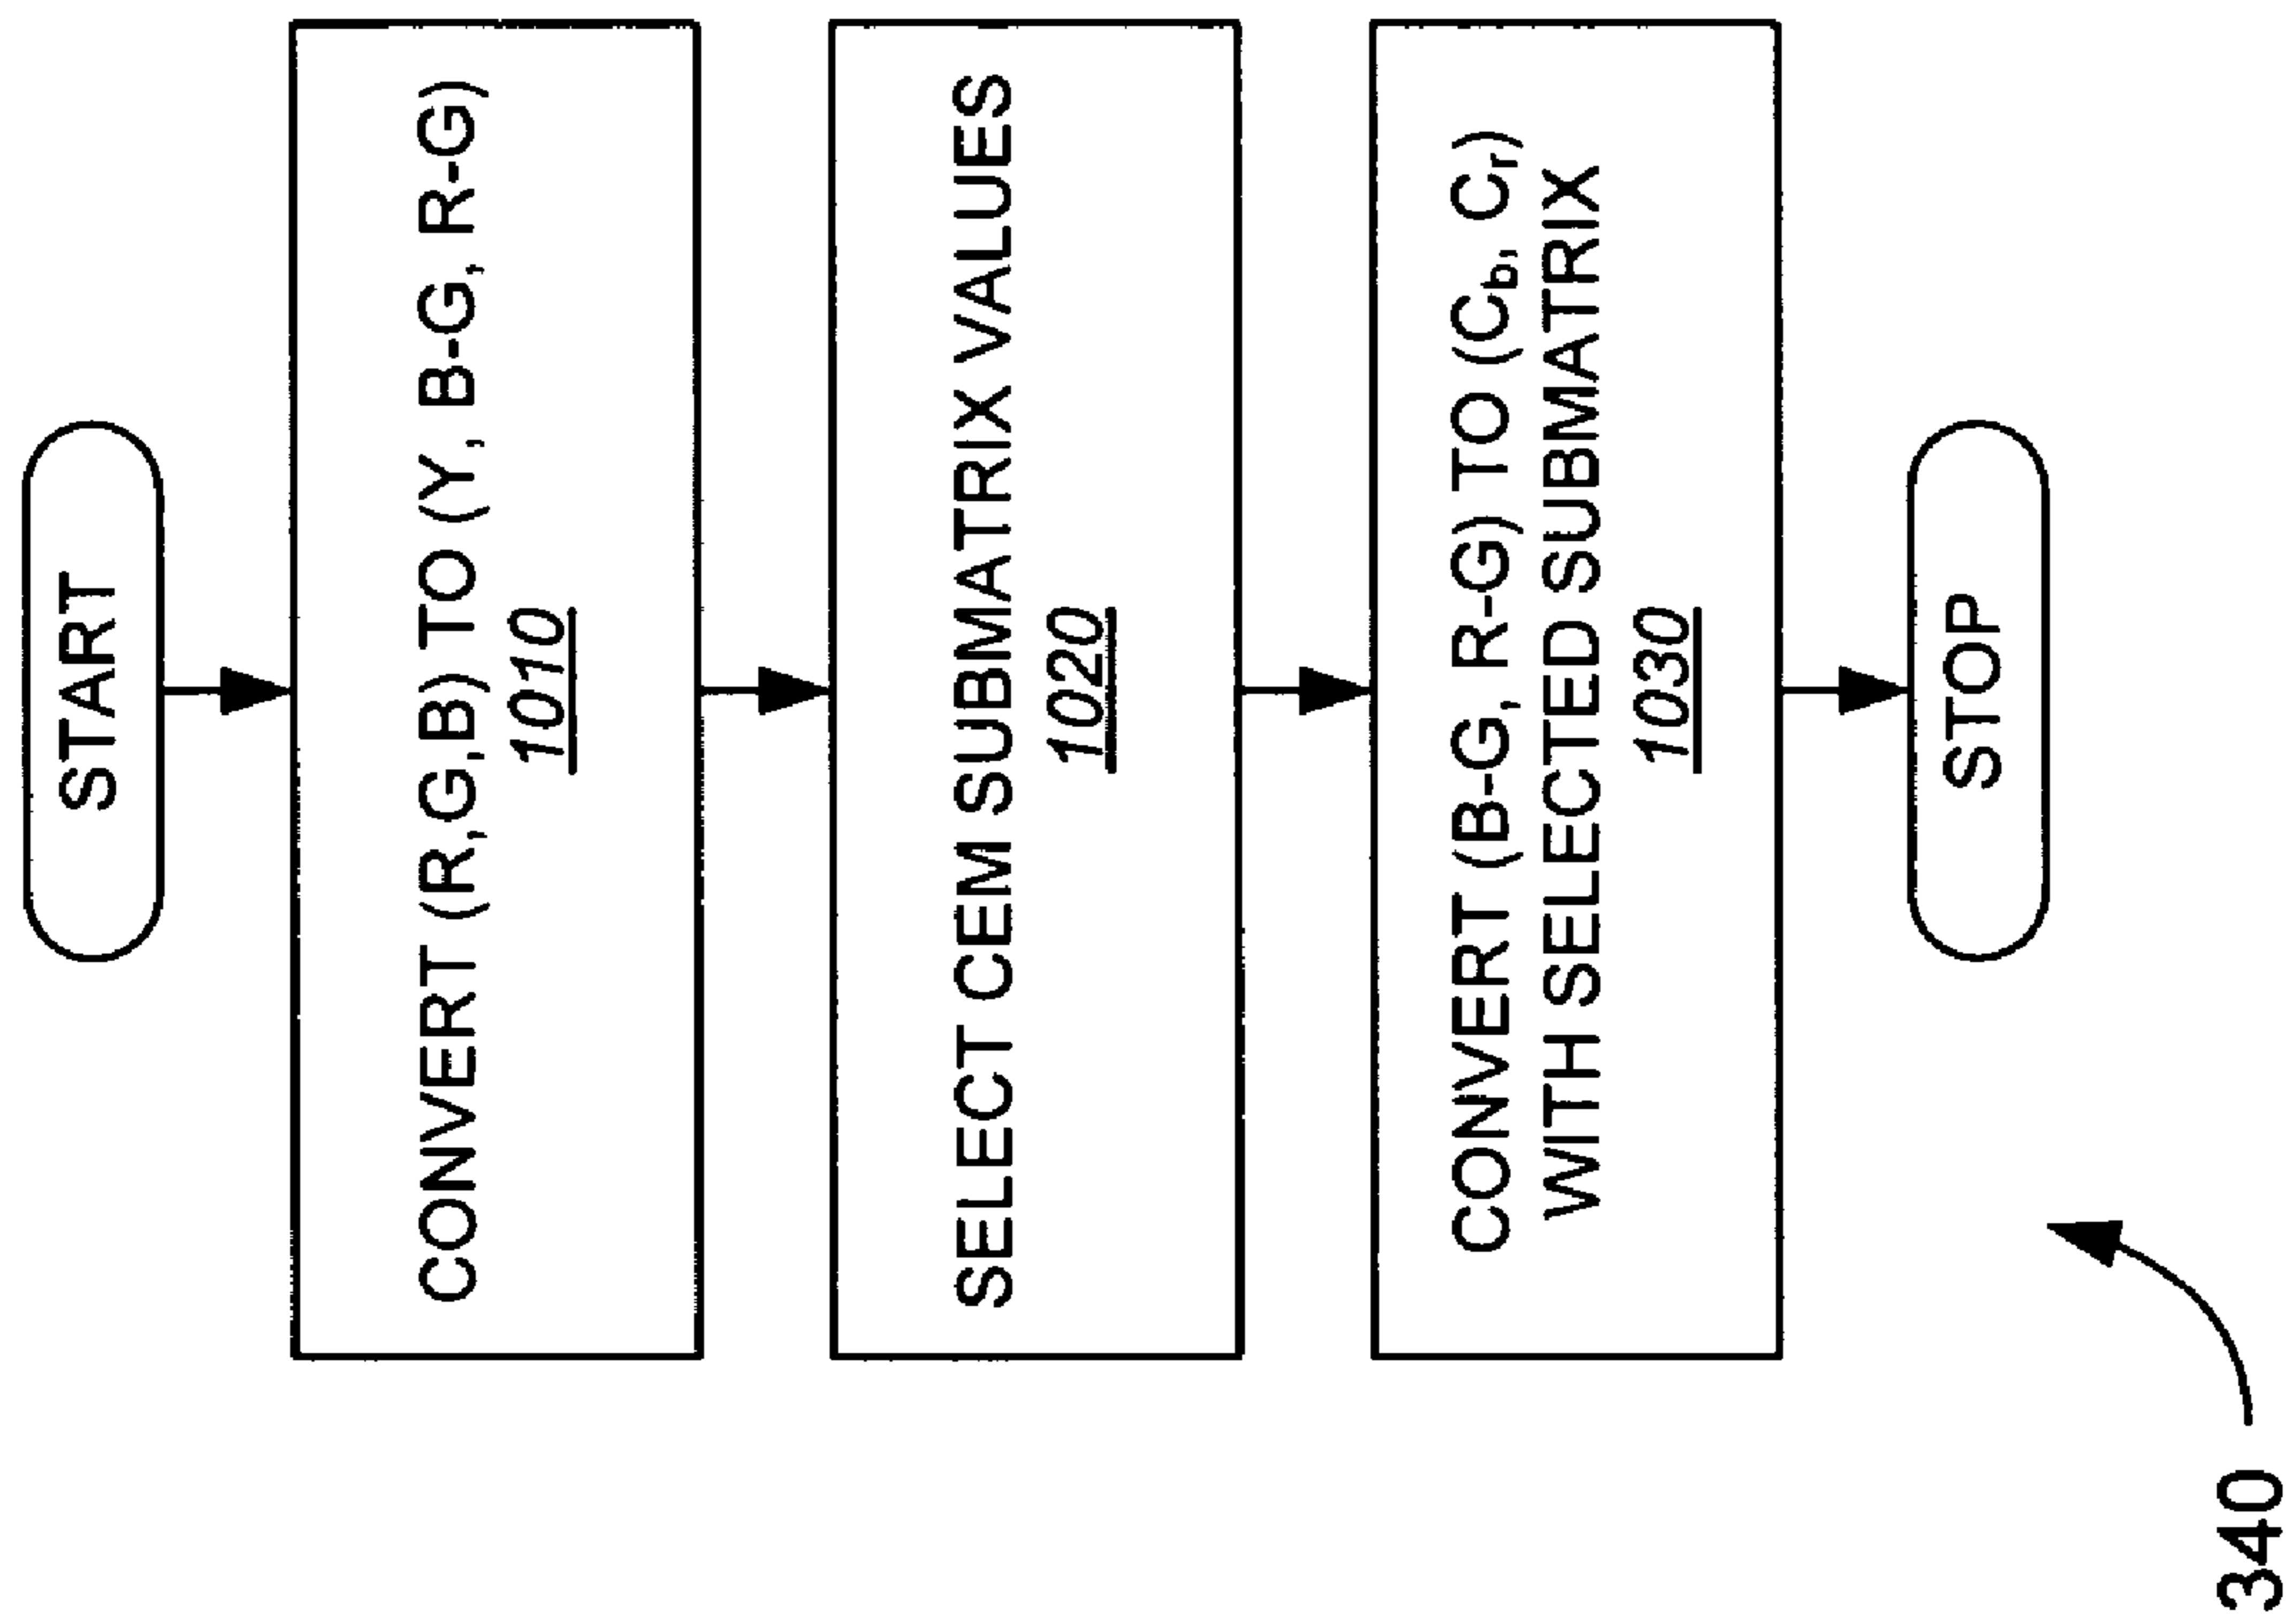 START
CONVERT (R,G,B) TO (Y, B-G, R-G)
1010
SELECT CEM SUBMATRIX VALUES
1020
CONVERT (B-G, R-G) TO (Cb, Cr)
WITH SELECTED SUBMATRIX
1030
STOP
340